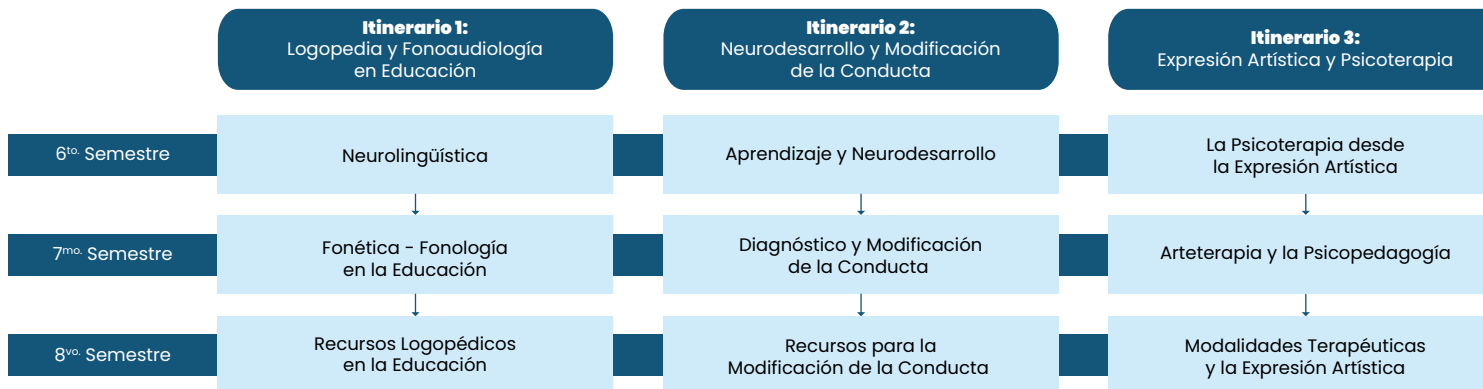 Itinerario 1:
Logopedia y Fonoaudiología
en Educación
Itinerario 2:
Neurodesarrollo y Modificación
de la Conducta
Itinerario 3:
Expresión Artística y Psicoterapia
6to. Semestre
Neurolingüística
Aprendizaje y Neurodesarrollo
La Psicoterapia desde
la Expresión Artística
7mo. Semestre
Fonética - Fonología
en la Educación
Diagnóstico y Modificación
de la Conducta
Arteterapia y la Psicopedagogía
8vo. Semestre
Recursos Logopédicos
en la Educación
Recursos para la
Modificación de la Conducta
Modalidades Terapéuticas
y la Expresión Artística